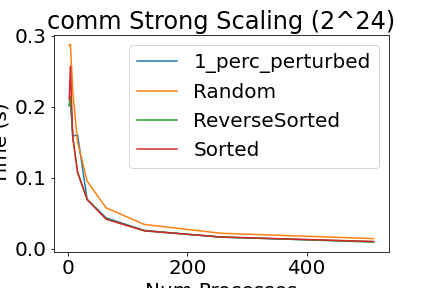 comm Strong Scaling (2^24)
0.3
0.2
0.1
0.0
Time (s)
1_perc_perturbed
Random
ReverseSorted
Sorted
0
200
400
Num Processes